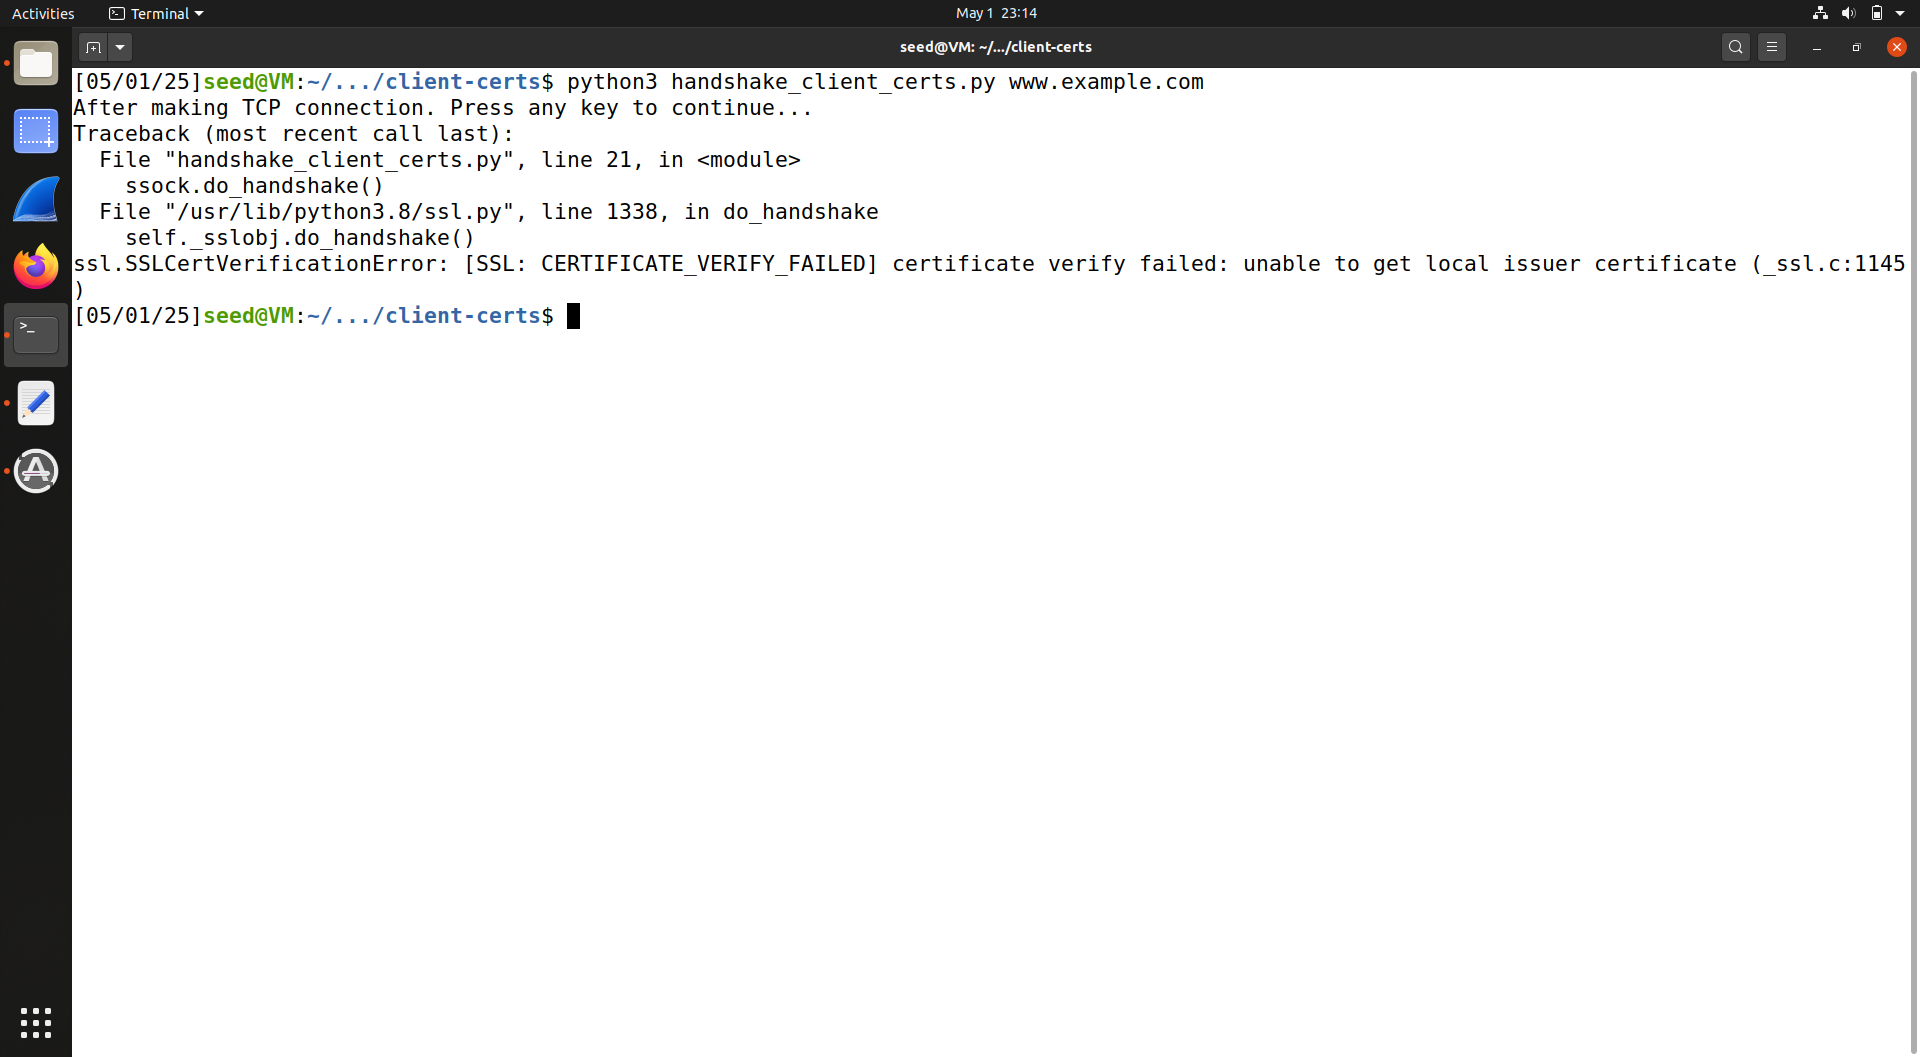 Activities
Terminal
May 1 23:14
seed@VM: ~/.../client-certs
[05/01/25]seed@VM:~/.../client-certs$ python3 handshake_client_certs.py www.example.com
After making TCP connection. Press any key to continue...
Traceback (most recent call last):
  File "handshake_client_certs.py", line 21, in <module>
    ssock.do_handshake()
  File "/usr/lib/python3.8/ssl.py", line 1338, in do_handshake
    self._sslobj.do_handshake()
ssl.SSLCertVerificationError: [SSL: CERTIFICATE_VERIFY_FAILED] certificate verify failed: unable to get local issuer certificate (_ssl.c:1145
)
[05/01/25]seed@VM:~/.../client-certs$